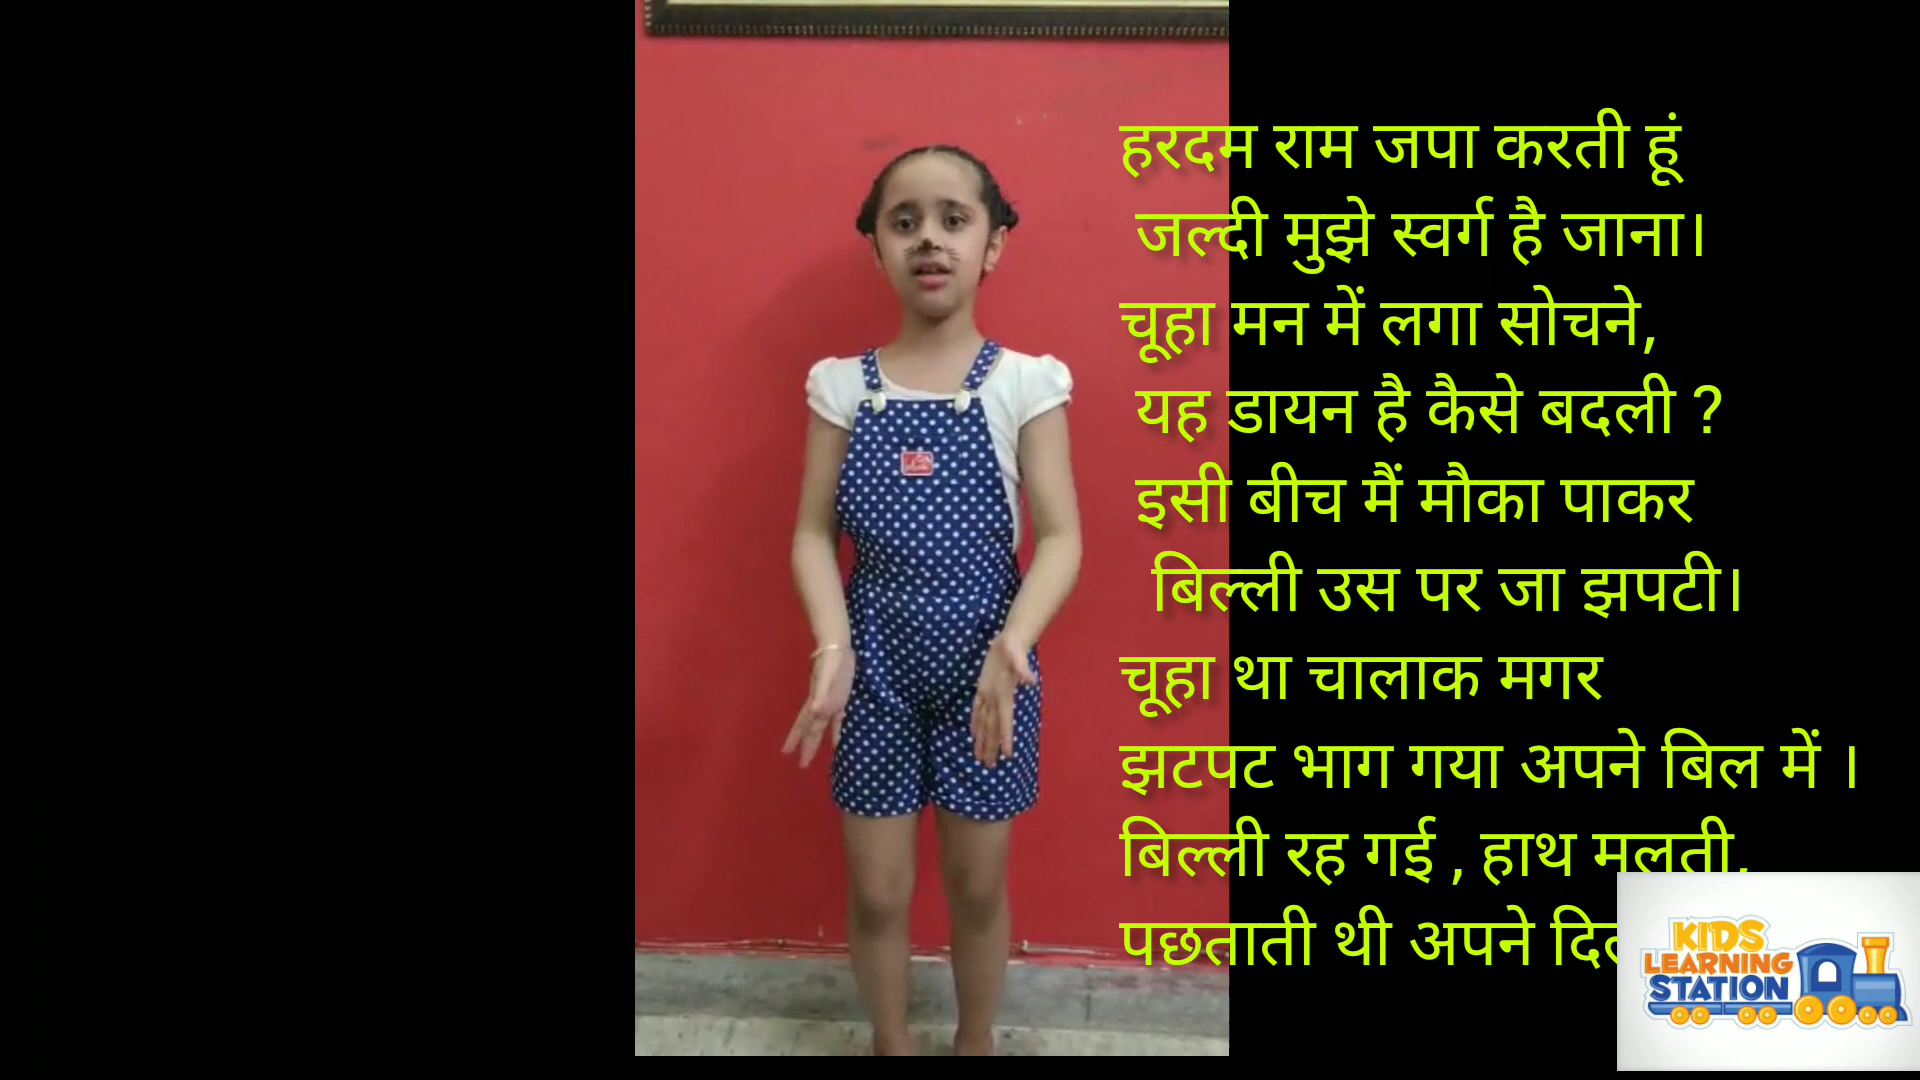 हरदम राम जपा करती हूं
जल्दी मुझे स्वर्ग है जाना।
चूहा मन में लगा सोचने,
यह डायन है कैसे बदली ?
इसी बीच मैं मौका पाकर
बिल्ली उस पर जा झपटी।
चूहा था चालाक मगर
झटपट भाग गया अपने बिल में ।
बिल्ली रह गई , हाथ मलती,
पछताती थी अपने
KIDS
LEARNING
STATION